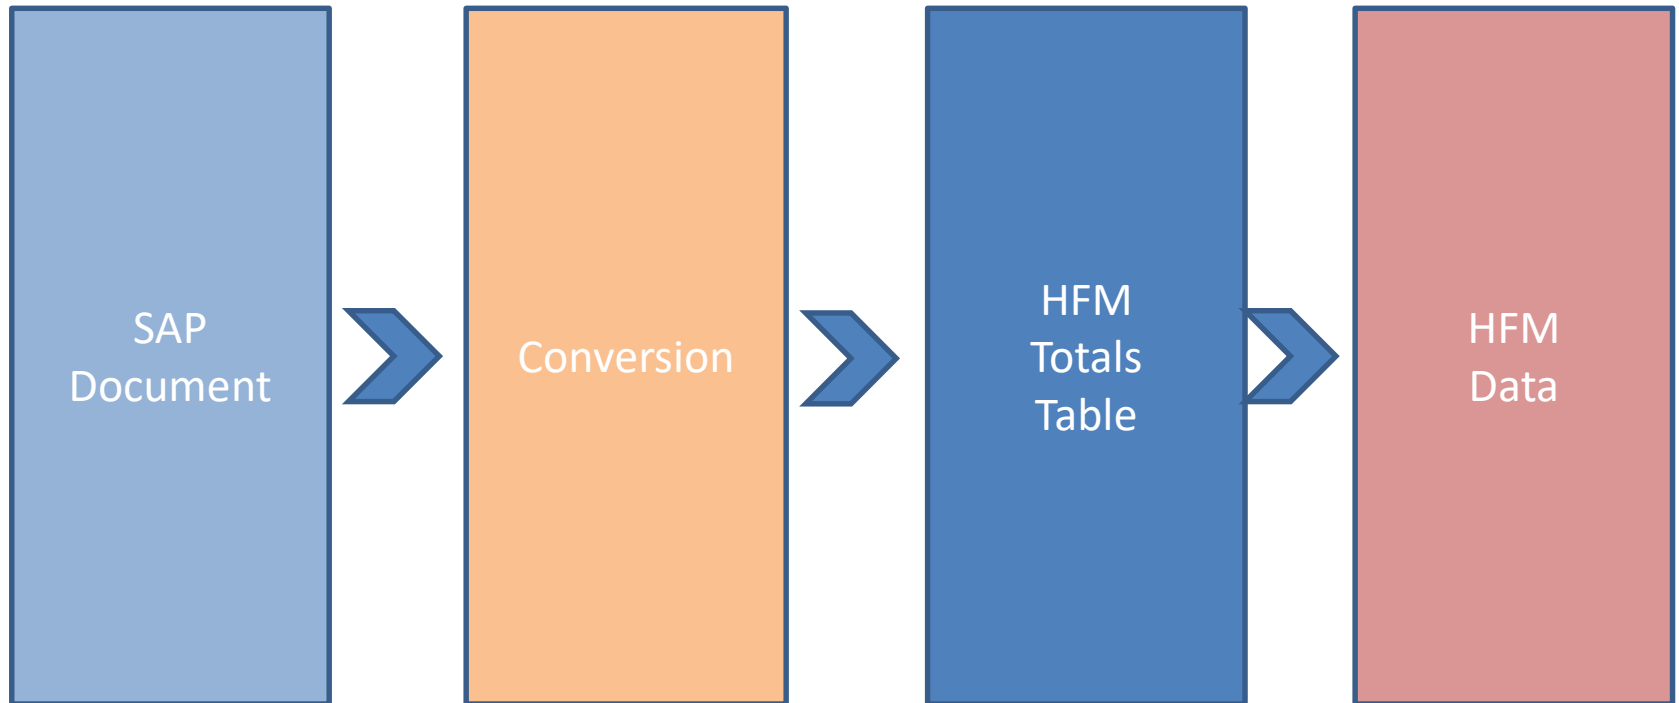 SAP
Document
Conversion
HFM
Totals
Table
HFM
Data